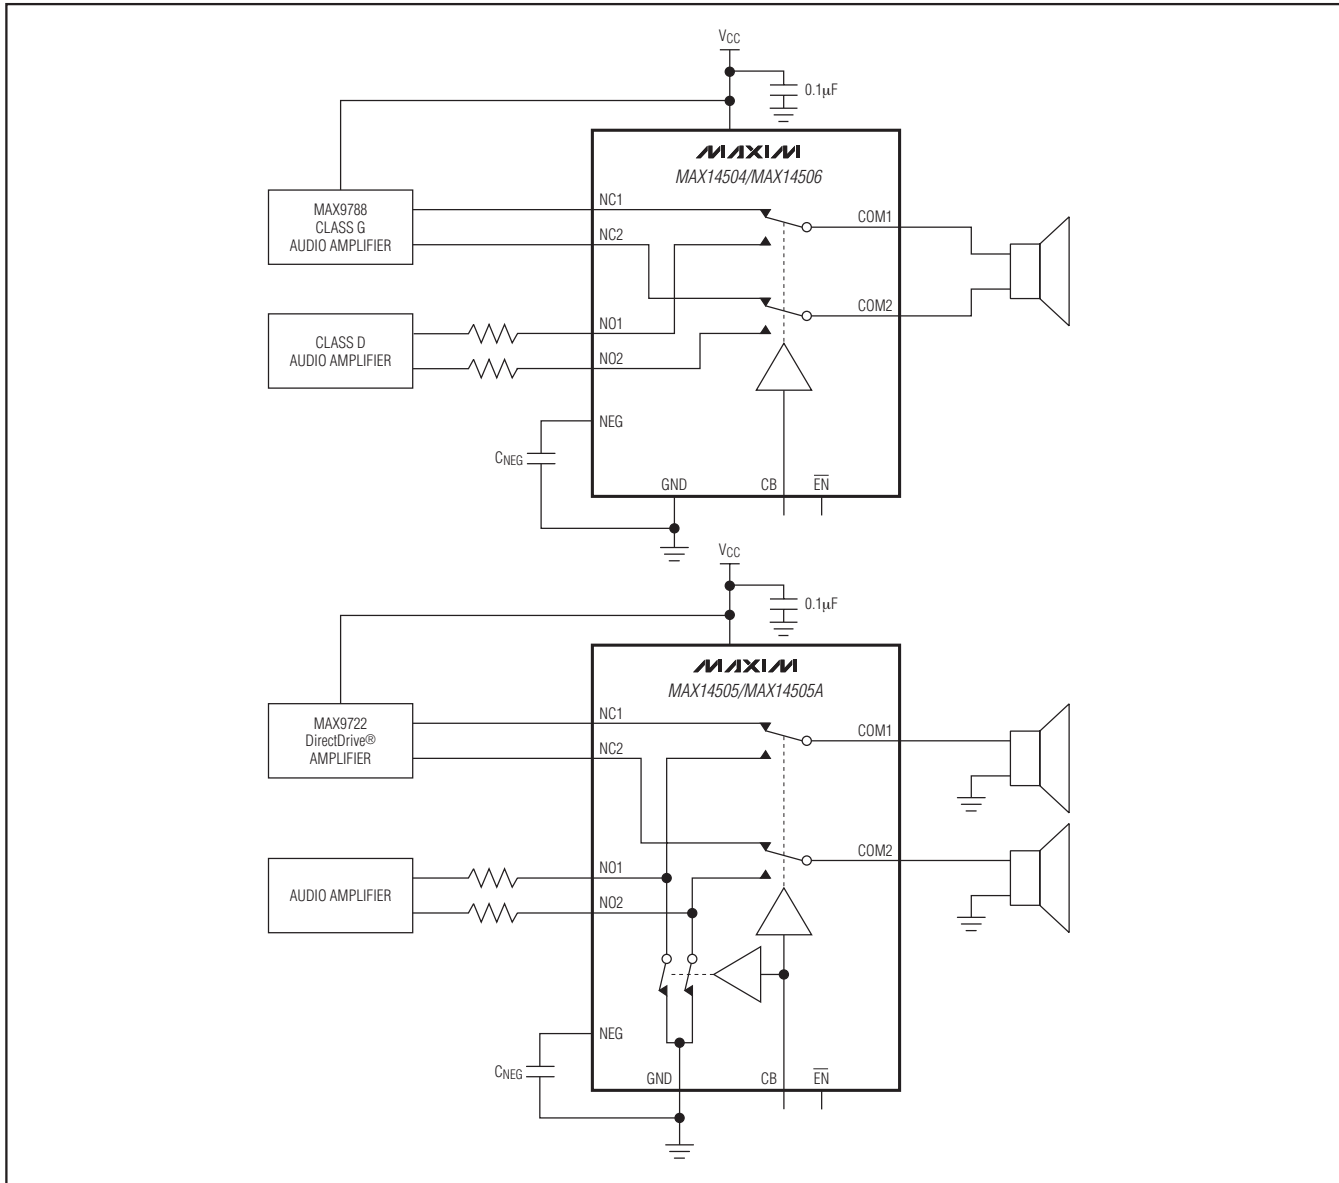 VCC
0.1μF
MAXIM
MAX14504/MAX14506
MAX9788
CLASS G
AUDIO AMPLIFIER
NC1
NC2
COM1
COM2
CLASS D
AUDIO AMPLIFIER
NO1
NO2
NEG
CNEG
GND
CB
EN
VCC
0.1μF
MAXIM
MAX14505/MAX14505A
MAX9722
DirectDrive®
AMPLIFIER
NC1
NC2
COM1
COM2
AUDIO AMPLIFIER
NO1
NO2
NEG
CNEG
GND
CB
EN